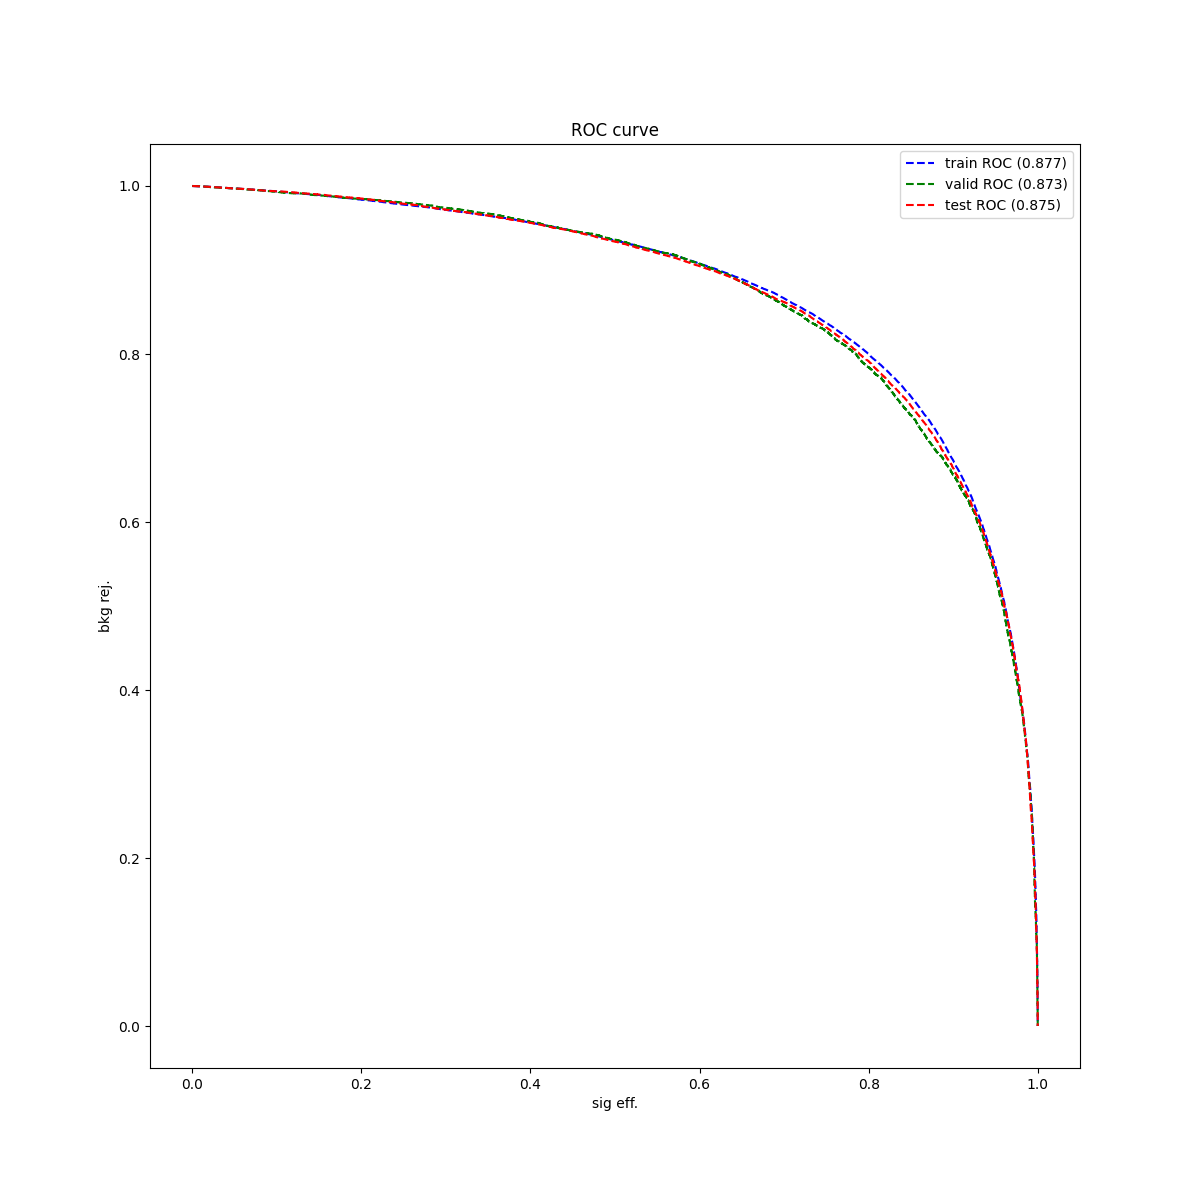 ROC curve
train ROC (0.877)
valid ROC (0.873)
test ROC (0.875)
1.0
0.8
0.6
0.4
0.2
0.0
bkg rej.
0.0 0.2 0.4 0.6 0.8 1.0
sig eff.